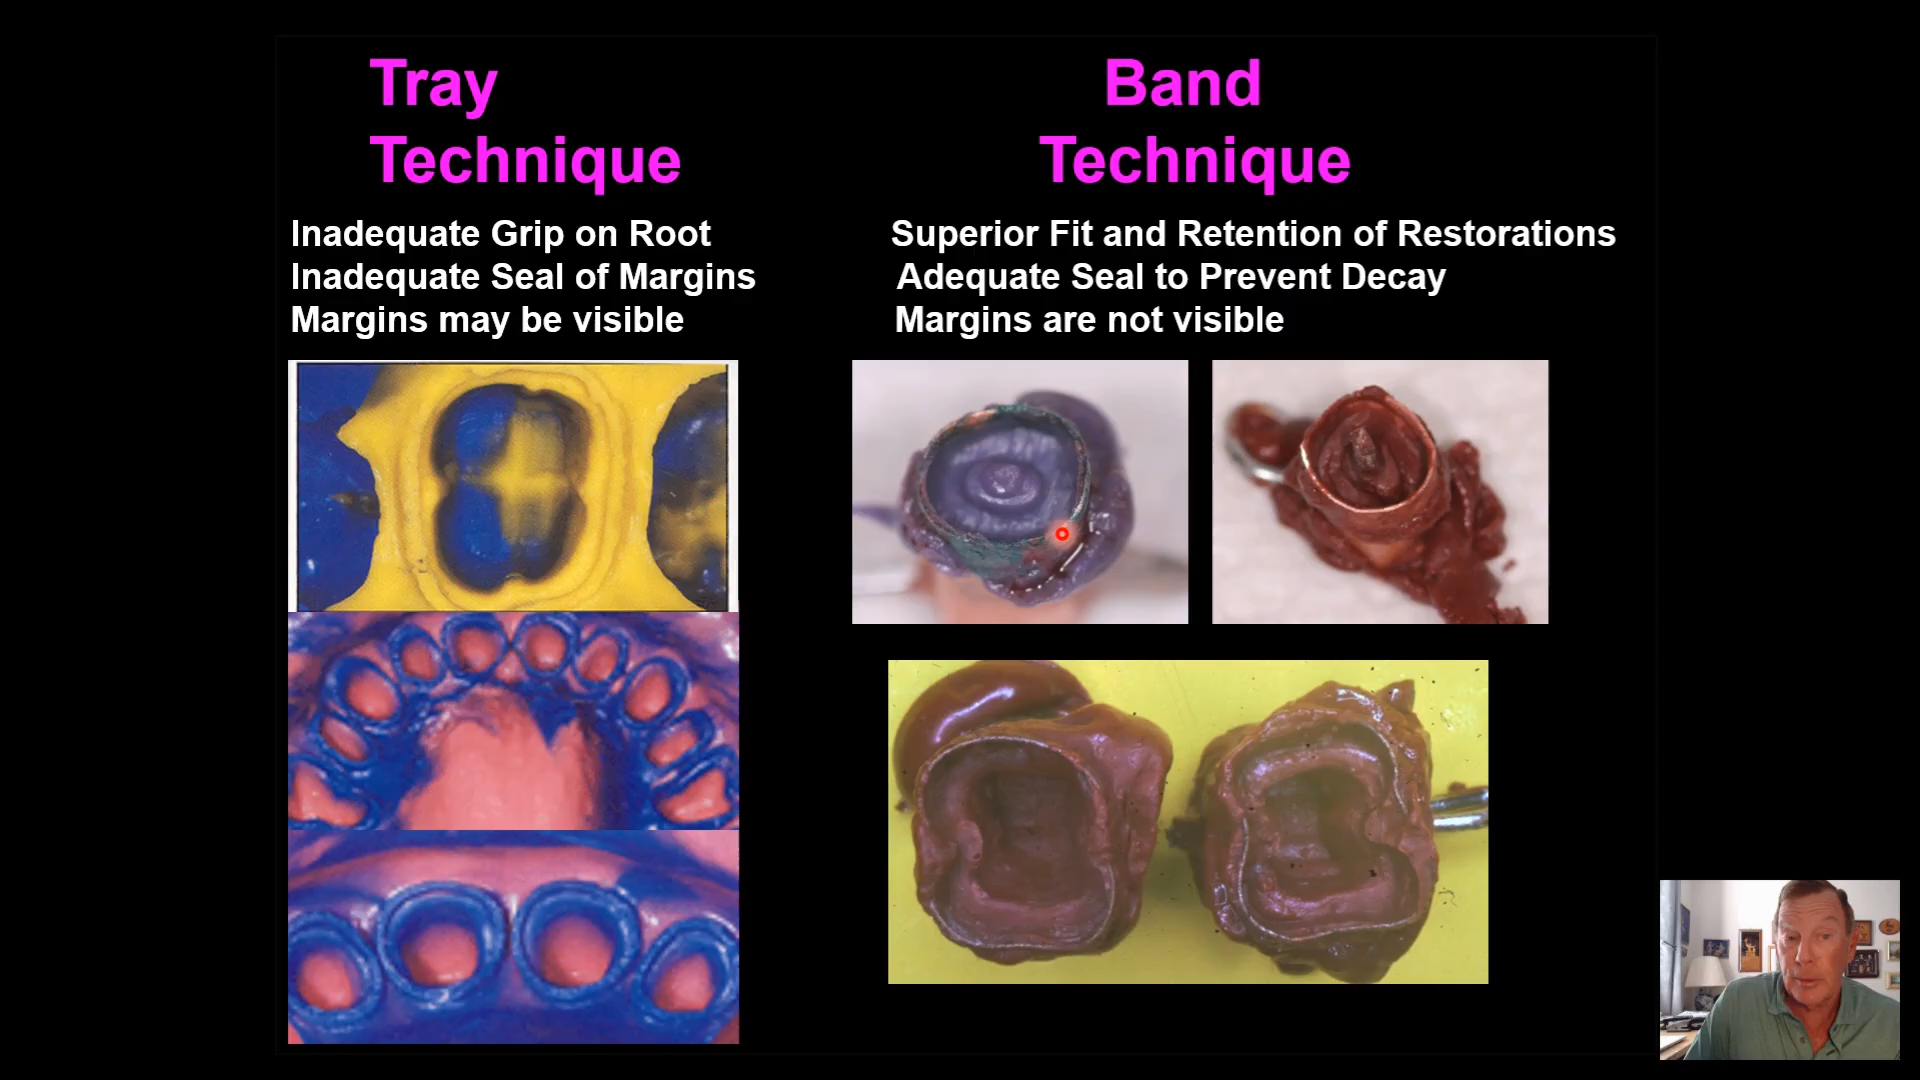 Tray
Technique
Inadequate Grip on Root
Inadequate Seal of Margins
Margins may be visible
Band
Technique
Superior Fit and Retention of Restorations
Adequate Seal to Prevent Decay
Margins are not visible